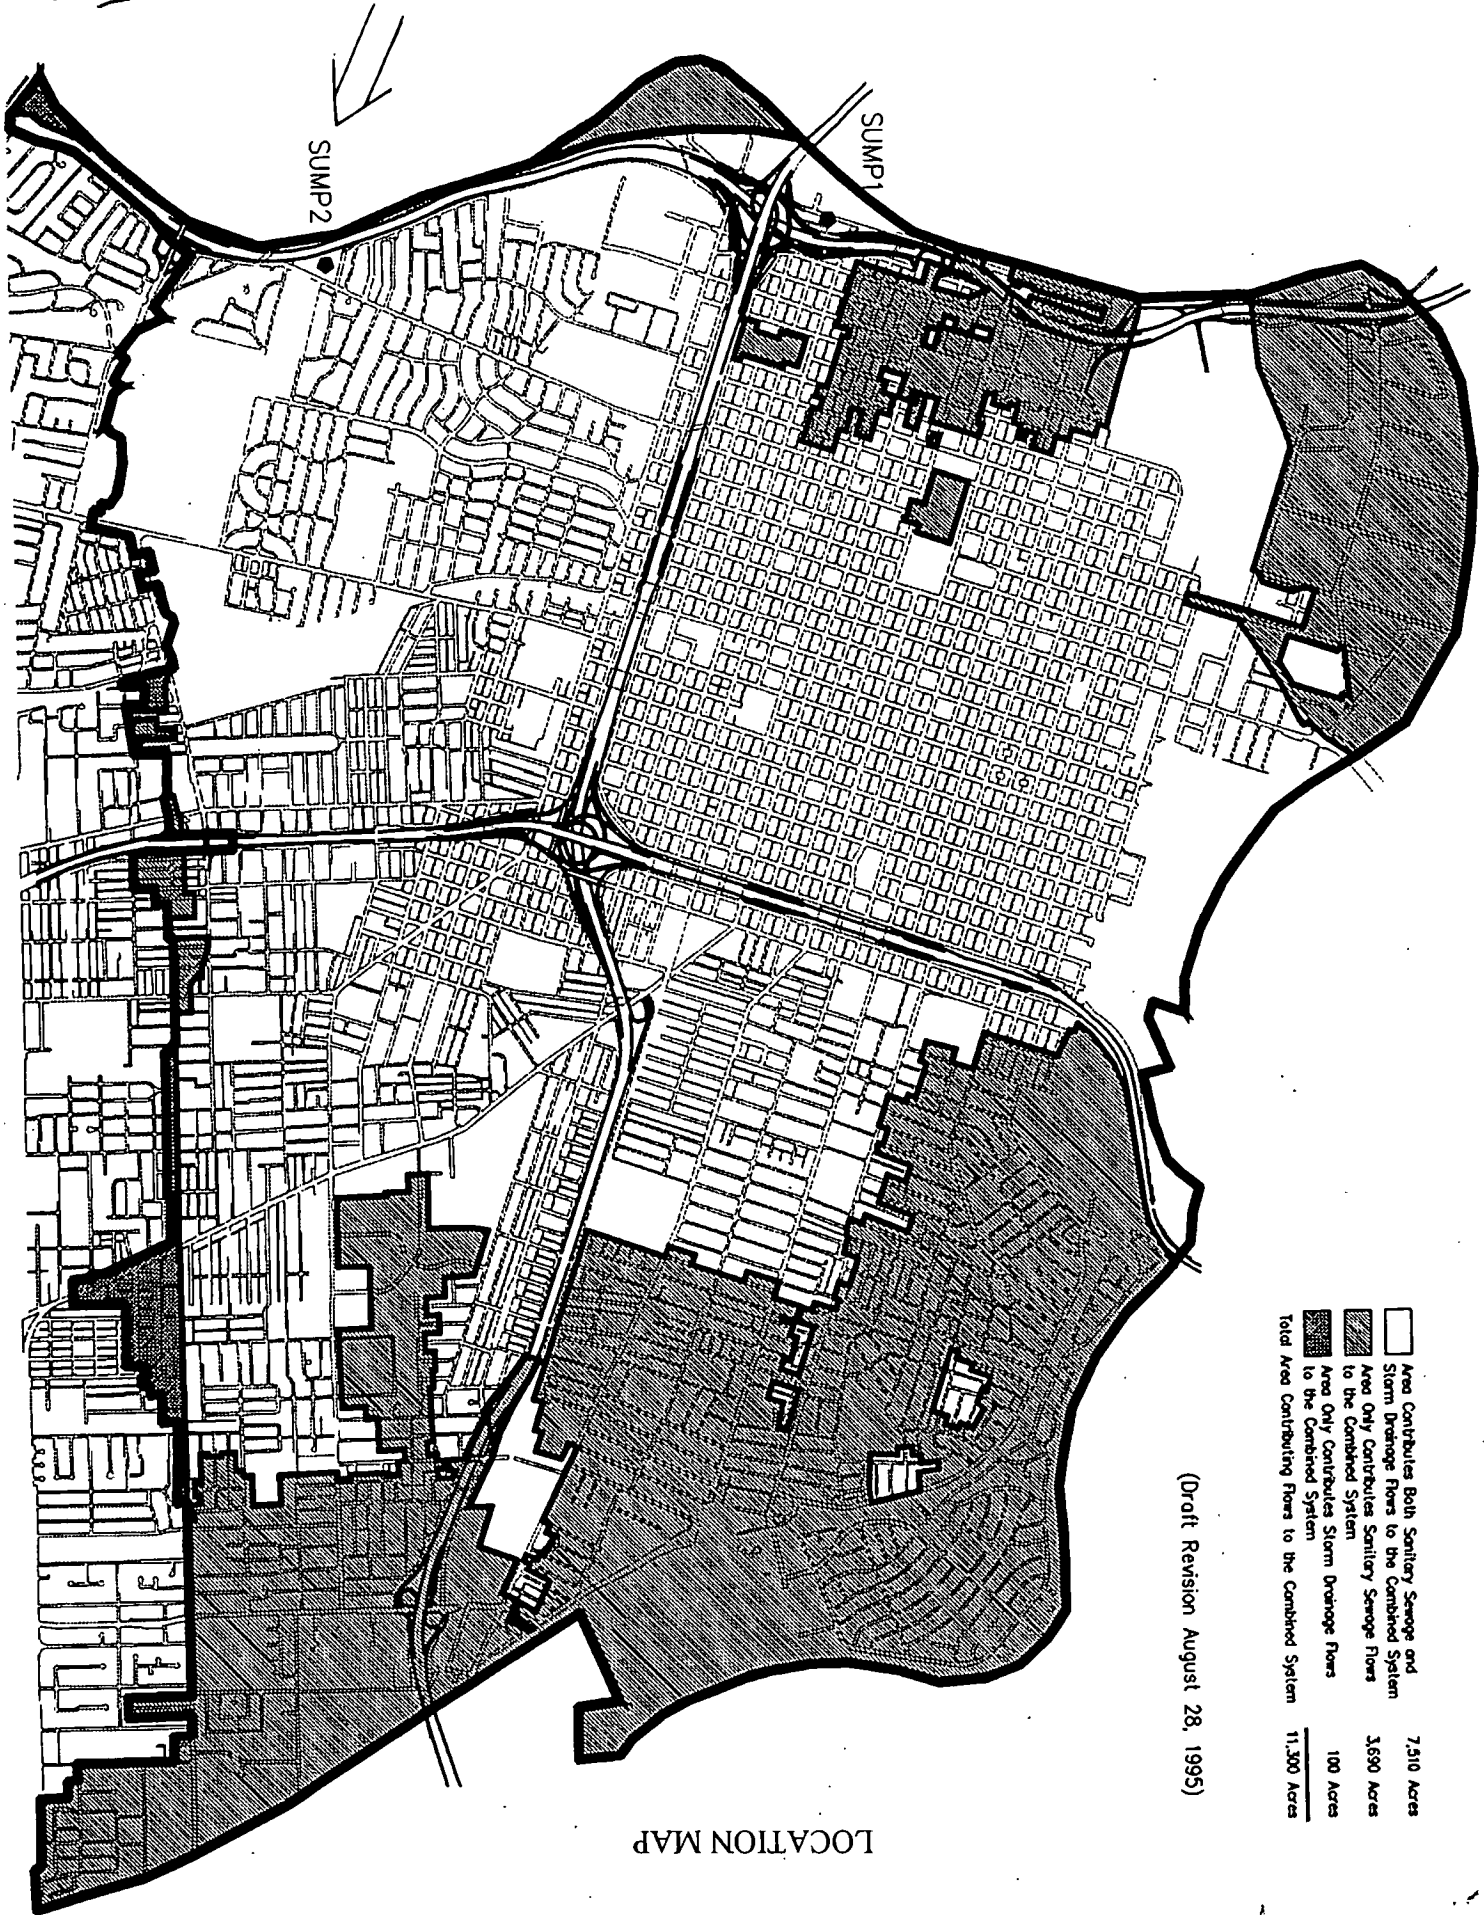 SUMP1
SUMP2
Area Contributes Both Sanitary Sewage and
Storm Drainage Flows to the Combined System 7,510 Acres
Area Only Contributes Sanitary Sewage Flows
to the Combined System 3,690 Acres
Area Only Contributes Storm Drainage Flows
to the Combined System 100 Acres
Total Area Contributing Flows to the Combined System 11,300 Acres
(Draft Revision August 28, 1995)
LOCATION MAP